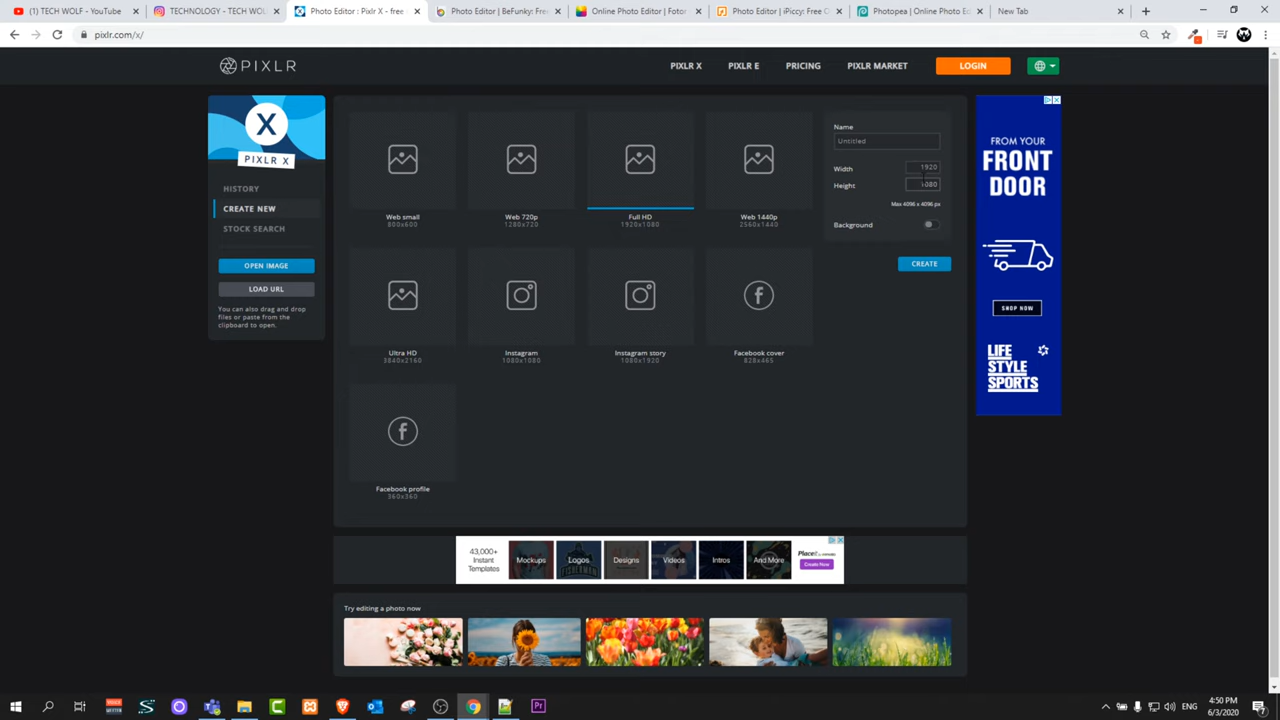 (1) TECH WOLF - YouTube
TECHNOLOGY - TECH WOLF
Photo Editor : Pixlr X - free
Photo Editor | BeFunky: Fre
Online Photo Editor | Fotor
Photo Editor | iPiccy: Free O
Photopea | Online Photo Ed
New Tab
pixlr.com/x/
PIXLR
PIXLR X
PIXLR E
PRICING
PIXLR MARKET
LOGIN
X
PIXLR X
HISTORY
CREATE NEW
STOCK SEARCH
OPEN IMAGE
LOAD URL
You can also drag and drop
files or paste from the
clipboard to open.
Web small
800x600
Web 720p
1280x720
Full HD
1920x1080
Web 1440p
2560x1440
Ultra HD
3840x2160
Instagram
1080x1080
Instagram story
1080x1920
Facebook cover
828x465
Facebook profile
360x360
Name
Untitled
Width
1920
Height
1080
Max 4096 x 4096 px
Background
CREATE
FROM YOUR
FRONT
DOOR
SHOP NOW
LIFE
STYLE
SPORTS
43,000+
Instant
Templates
Mockups
Logos
Designs
Videos
Intros
And More
Placeit
Create Now
Try editing a photo now
ENG
4:50 PM
6/3/2020